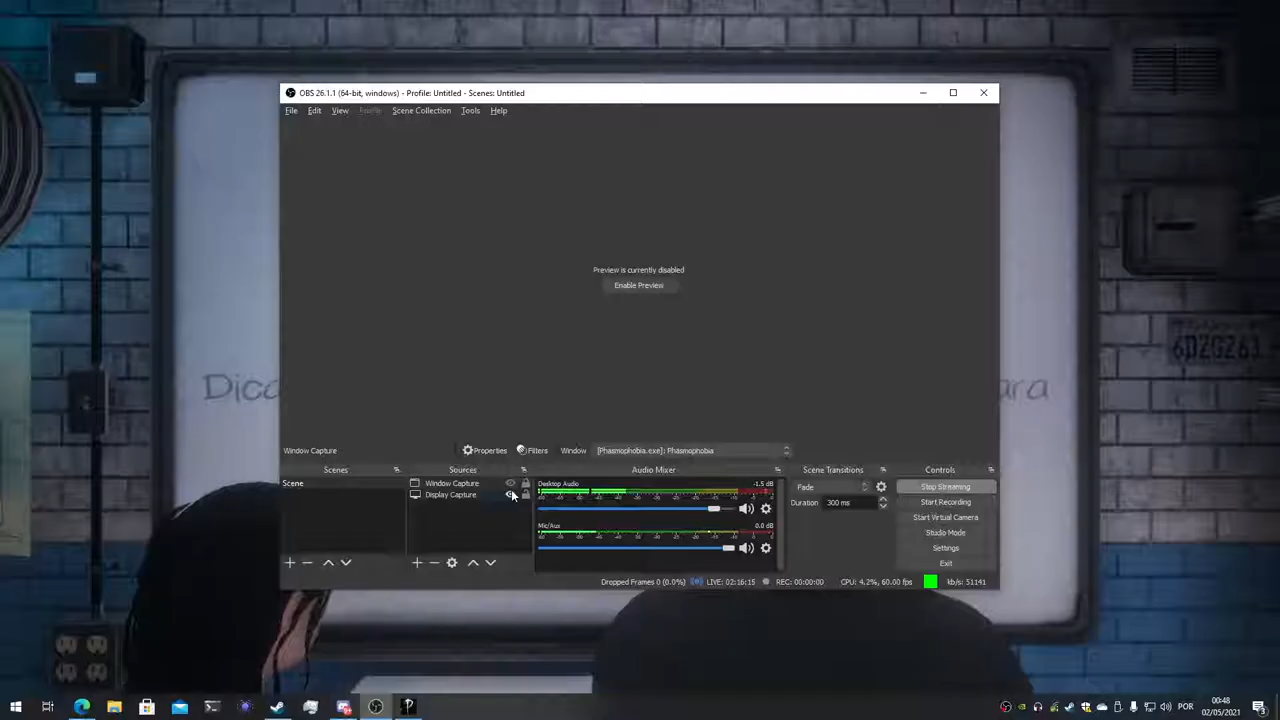 OBS 26.1.1 (64-bit, windows) - Profile: Untitled - Scenes: Untitled
File Edit View Profile Scene Collection Tools Help
Preview is currently disabled
Enable Preview
6DZGZ61
ara
Window Capture Properties Filters Window [Phasmophobia.exe]: Phasmophobia
Scenes Sources Audio Mixer Scene Transitions Controls
Scene
Window Capture
Display Capture
Desktop Audio -1.5 dB
Mic/Aux 0.0 dB
Fade
Duration 300 ms
Stop Streaming
Start Recording
Start Virtual Camera
Studio Mode
Settings
Exit
Dropped Frames 0 (0.0%) LIVE: 02:16:15 REC: 00:00:00 CPU: 4.2%, 60.00 fps kb/s: 51141
POR 00:48
02/05/2021